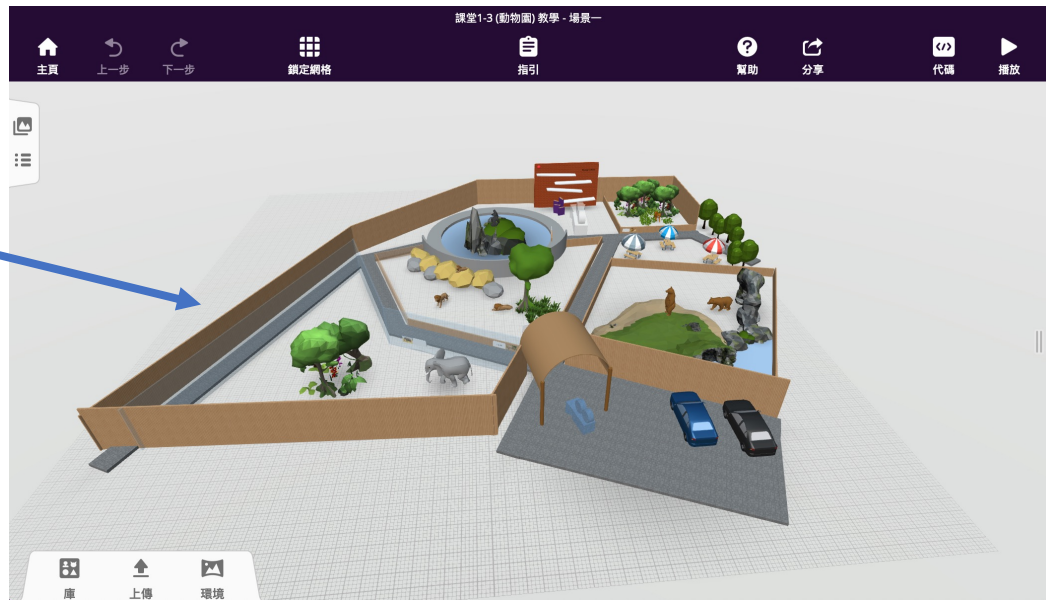 課堂1-3 (動物園) 教學 - 場景一
主頁
上一步
下一步
鎖定網格
指引
幫助
分享
代碼
播放
庫
上傳
環境